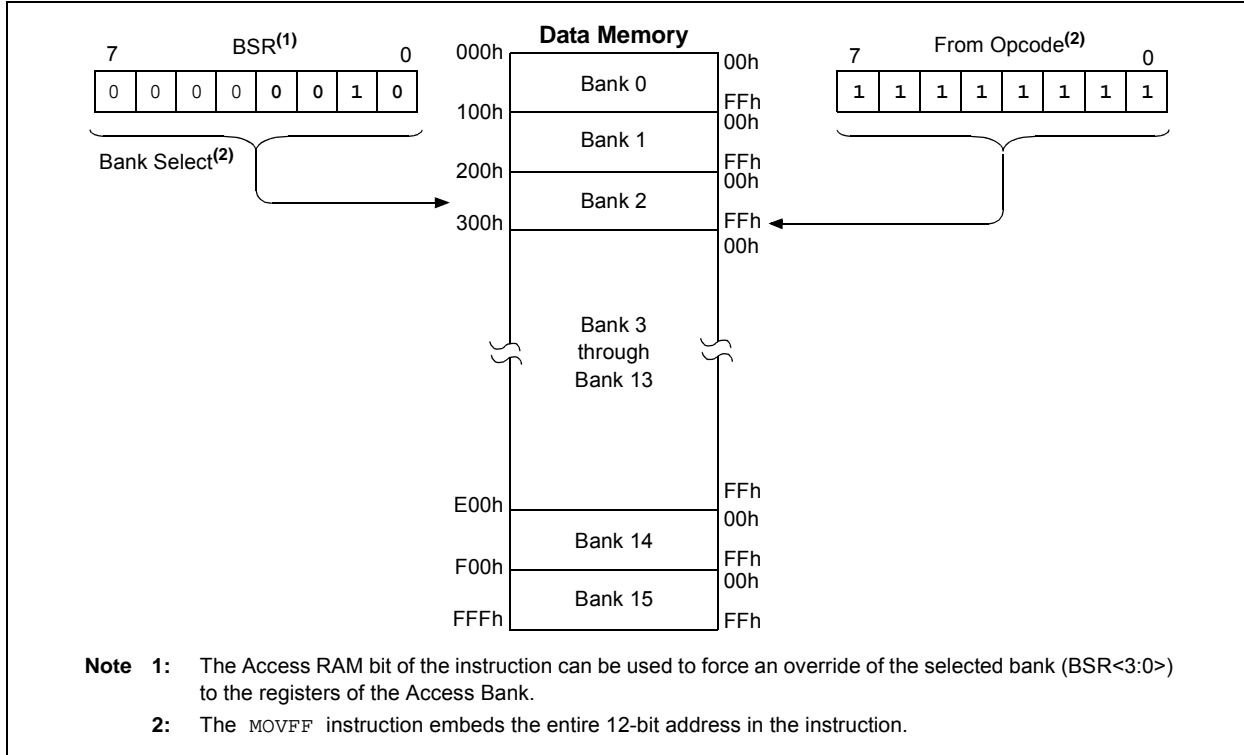 Data Memory
7 BSR(1) 0
0 0 0 0 0 0 1 0
Bank Select(2)
000h
100h
200h
300h
E00h
F00h
FFFh
Bank 0
Bank 1
Bank 2
Bank 3
through
Bank 13
Bank 14
Bank 15
00h
FFh
00h
FFh
00h
FFh
00h
FFh
00h
FFh
00h
FFh
From Opcode(2)
7 0
1 1 1 1 1 1 1 1
Note 1: The Access RAM bit of the instruction can be used to force an override of the selected bank (BSR<3:0>)
to the registers of the Access Bank.
2: The MOVFF instruction embeds the entire 12-bit address in the instruction.